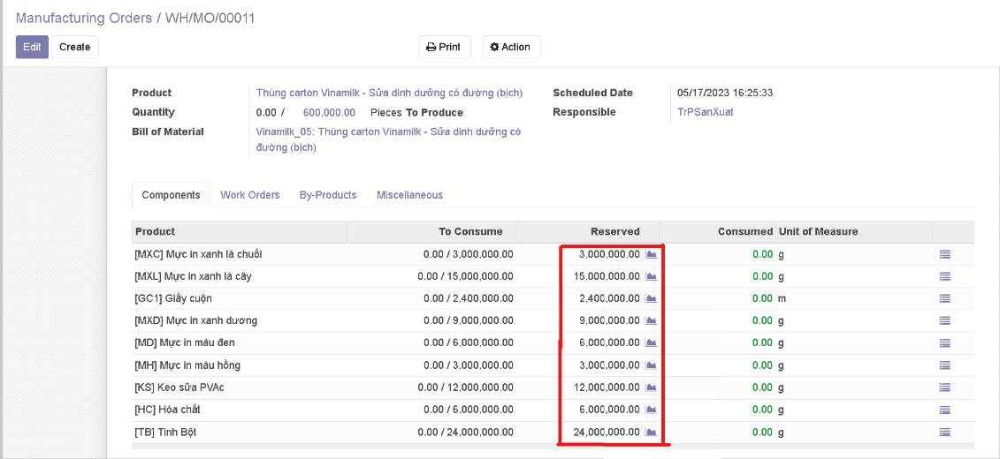 Manufacturing Orders / WH/MO/00011
Edit Create Print Action
Product Thùng carton Vinamilk - Sữa dinh dưỡng có đường (bịch) Scheduled Date 05/17/2023 16:25:33
Quantity 0.00 / 600,000.00 Pieces To Produce Responsible TrPSanXuat
Bill of Material Vinamilk_05: Thùng carton Vinamilk - Sữa dinh dưỡng có
đường (bịch)
Components Work Orders By-Products Miscellaneous
Product To Consume Reserved Consumed Unit of Measure
[MXC] Mực in xanh lá chuối 0.00 / 3,000,000.00 3,000,000.00 0.00 g
[MXL] Mực in xanh lá cây 0.00 / 15,000,000.00 15,000,000.00 0.00 g
[GC1] Giấy cuộn 0.00 / 2,400,000.00 2,400,000.00 0.00 m
[MXD] Mực in xanh dương 0.00 / 9,000,000.00 9,000,000.00 0.00 g
[MD] Mực in màu đen 0.00 / 6,000,000.00 6,000,000.00 0.00 g
[MH] Mực in màu hồng 0.00 / 3,000,000.00 3,000,000.00 0.00 g
[KS] Keo sữa PVAc 0.00 / 12,000,000.00 12,000,000.00 0.00 g
[HC] Hóa chất 0.00 / 6,000,000.00 6,000,000.00 0.00 g
[TB] Tinh Bột 0.00 / 24,000,000.00 24,000,000.00 0.00 g